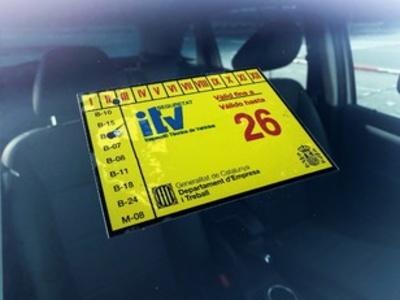 I II III IV V VI VII VIII IX X XI XII
B-10
B-15
B-07
B-06
B-11
B-18
B-24
M-08
SEGURETAT
itv
Vàlid fins a
Válido hasta
26
Generalitat de Catalunya
Departament d'Empresa
i Treball